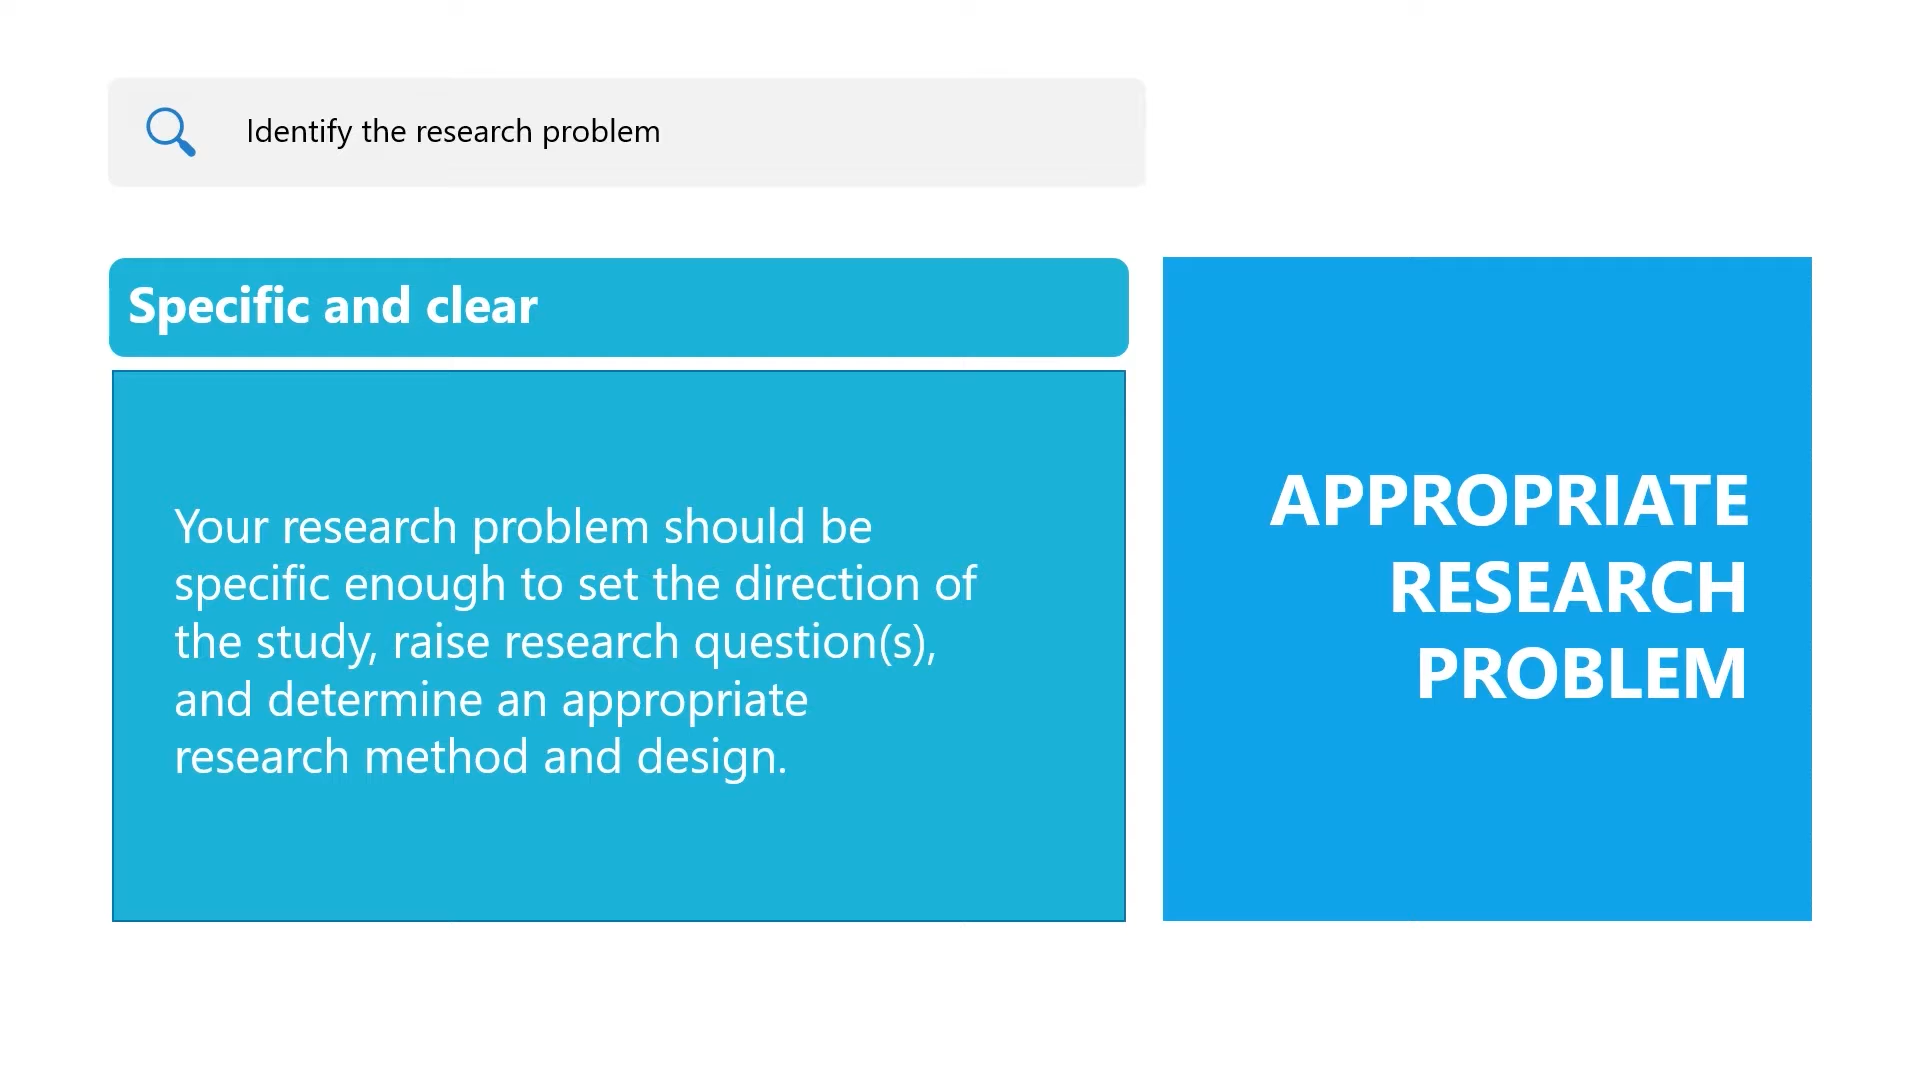 Identify the research problem
Specific and clear
Your research problem should be
specific enough to set the direction of
the study, raise research question(s),
and determine an appropriate
research method and design.
APPROPRIATE
RESEARCH
PROBLEM